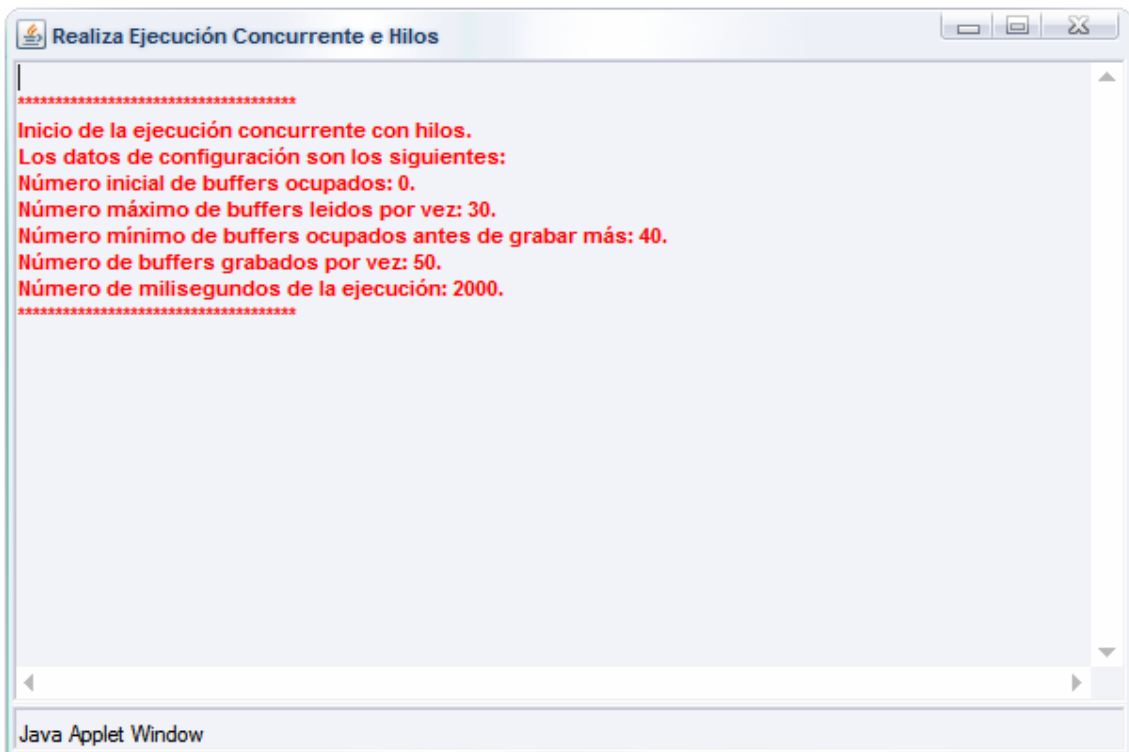 Realiza Ejecución Concurrente e Hilos
**************************************
Inicio de la ejecución concurrente con hilos.
Los datos de configuración son los siguientes:
Número inicial de buffers ocupados: 0.
Número máximo de buffers leidos por vez: 30.
Número mínimo de buffers ocupados antes de grabar más: 40.
Número de buffers grabados por vez: 50.
Número de milisegundos de la ejecución: 2000.
**************************************
Java Applet Window